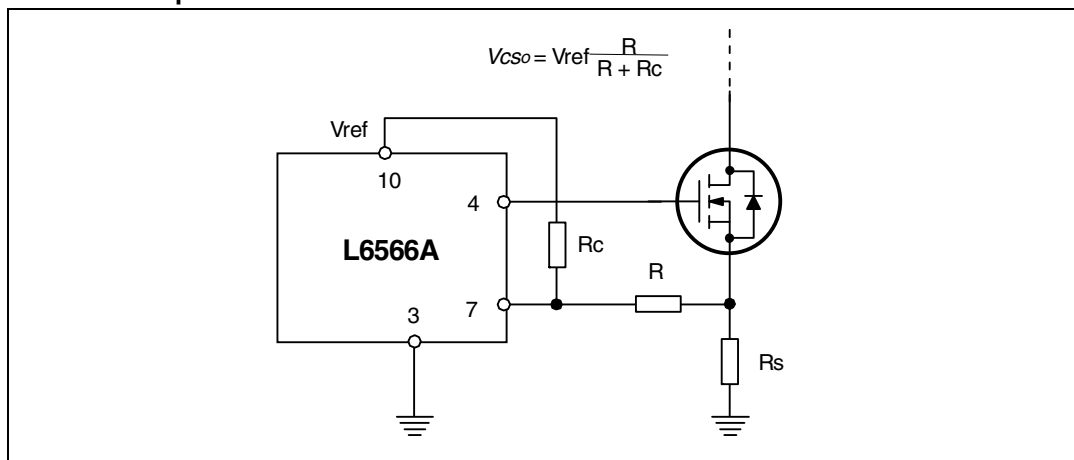 Vcso = Vref R
R + Rc
Vref
10
4
L6566A
Rc
R
7
3
Rs